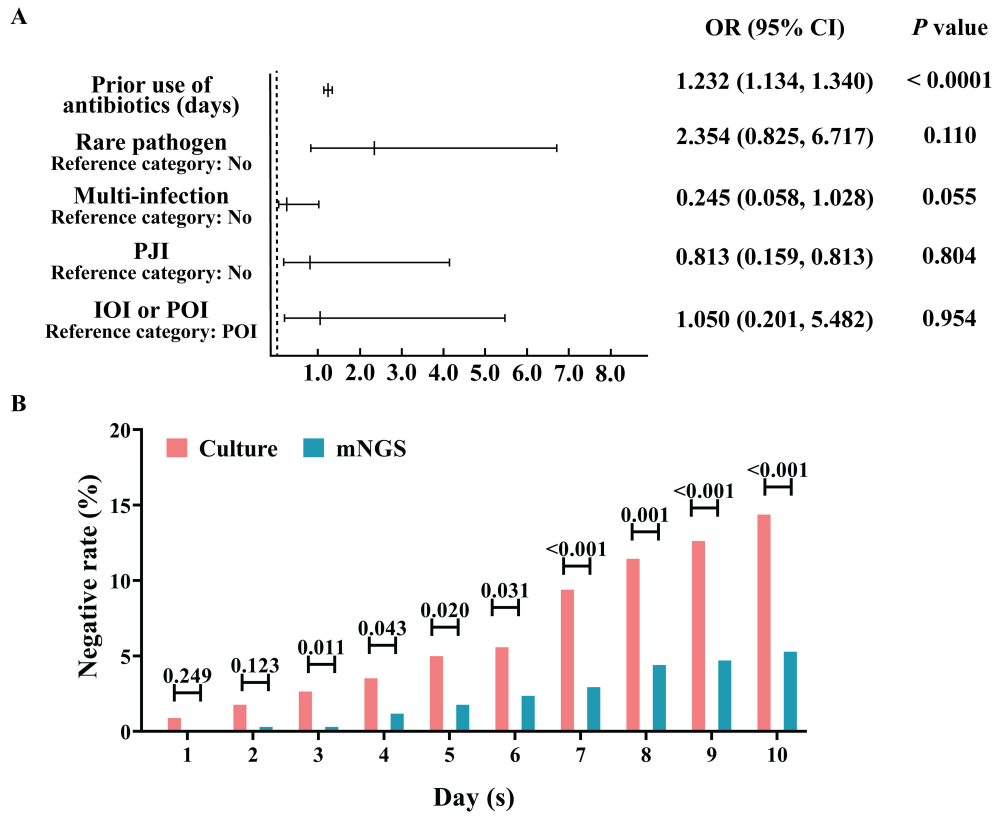 A
OR (95% CI)
P value
Prior use of
antibiotics (days)
1.232 (1.134, 1.340)
< 0.0001
Rare pathogen
Reference category: No
2.354 (0.825, 6.717)
0.110
Multi-infection
Reference category: No
0.245 (0.058, 1.028)
0.055
PJI
Reference category: No
0.813 (0.159, 0.813)
0.804
IOI or POI
Reference category: POI
1.050 (0.201, 5.482)
0.954
1.0 2.0 3.0 4.0 5.0 6.0 7.0 8.0
B
Culture
mNGS
Negative rate (%)
20
15
10
5
0
0.249
0.123
0.011
0.043
0.020
0.031
<0.001
0.001
<0.001
<0.001
1 2 3 4 5 6 7 8 9 10
Day (s)